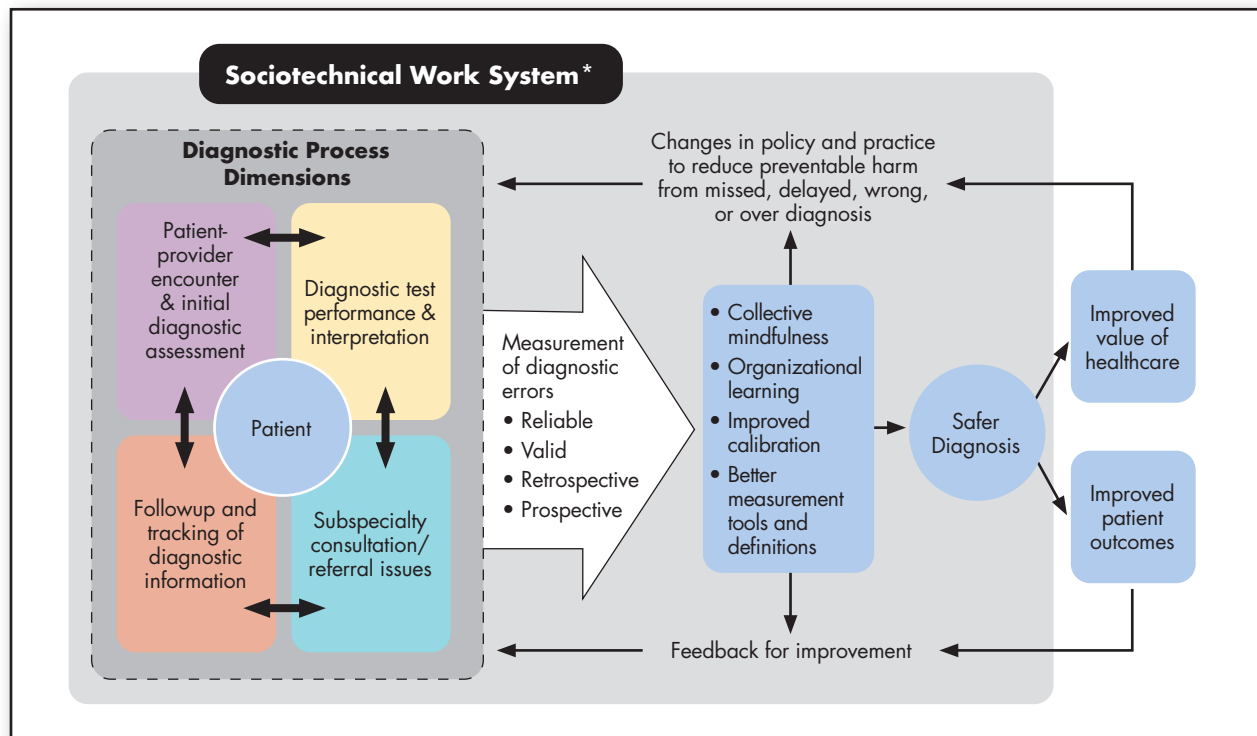 Sociotechnical Work System*
Diagnostic Process
Dimensions
Patient-
provider
encounter
& initial
diagnostic
assessment
Diagnostic test
performance &
interpretation
Patient
Followup and
tracking of
diagnostic
information
Subspecialty
consultation/
referral issues
Measurement
of diagnostic
errors
• Reliable
• Valid
• Retrospective
• Prospective
Changes in policy and practice
to reduce preventable harm
from missed, delayed, wrong,
or over diagnosis
• Collective
mindfulness
• Organizational
learning
• Improved
calibration
• Better
measurement
tools and
definitions
Feedback for improvement
Safer
Diagnosis
Improved
value of
healthcare
Improved
patient
outcomes